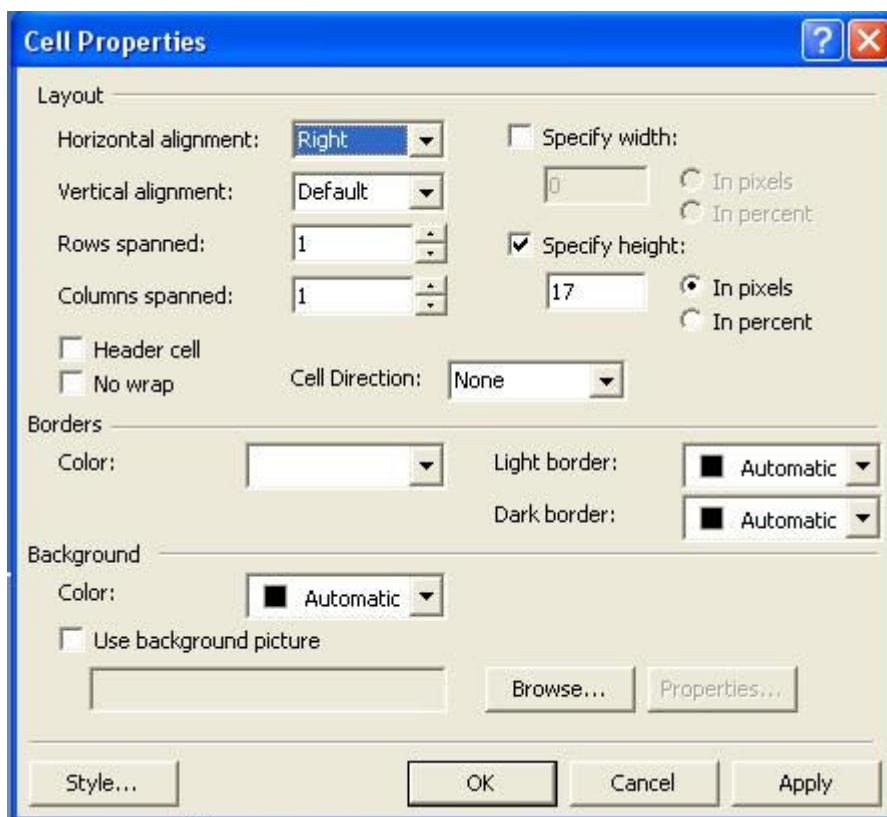 Cell Properties
Layout
Horizontal alignment: Right Specify width:
Vertical alignment: Default 0 In pixels
In percent
Rows spanned: 1 Specify height:
Columns spanned: 1 17 In pixels
In percent
Header cell
No wrap Cell Direction: None
Borders
Color: Light border: Automatic
Dark border: Automatic
Background
Color: Automatic
Use background picture
Browse... Properties...
Style... OK Cancel Apply